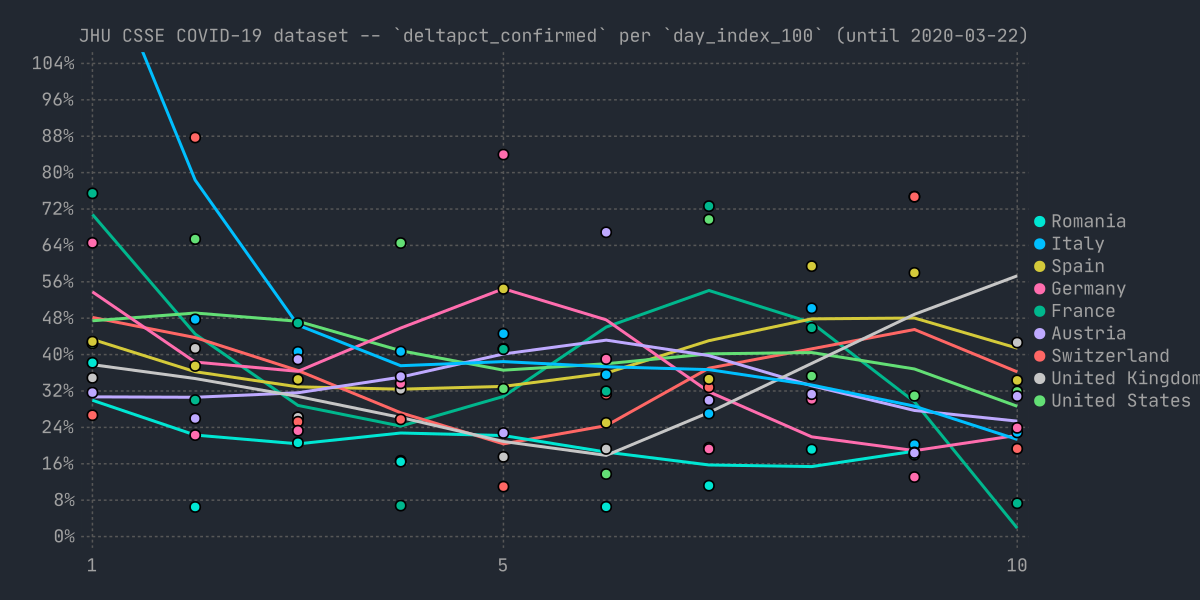 JHU CSSE COVID-19 dataset -- `deltapct_confirmed` per `day_index_100` (until 2020-03-22)
104%
96%
88%
80%
72%
64%
56%
48%
40%
32%
24%
16%
8%
0%
1
5
10
Romania
Italy
Spain
Germany
France
Austria
Switzerland
United Kingdom
United States